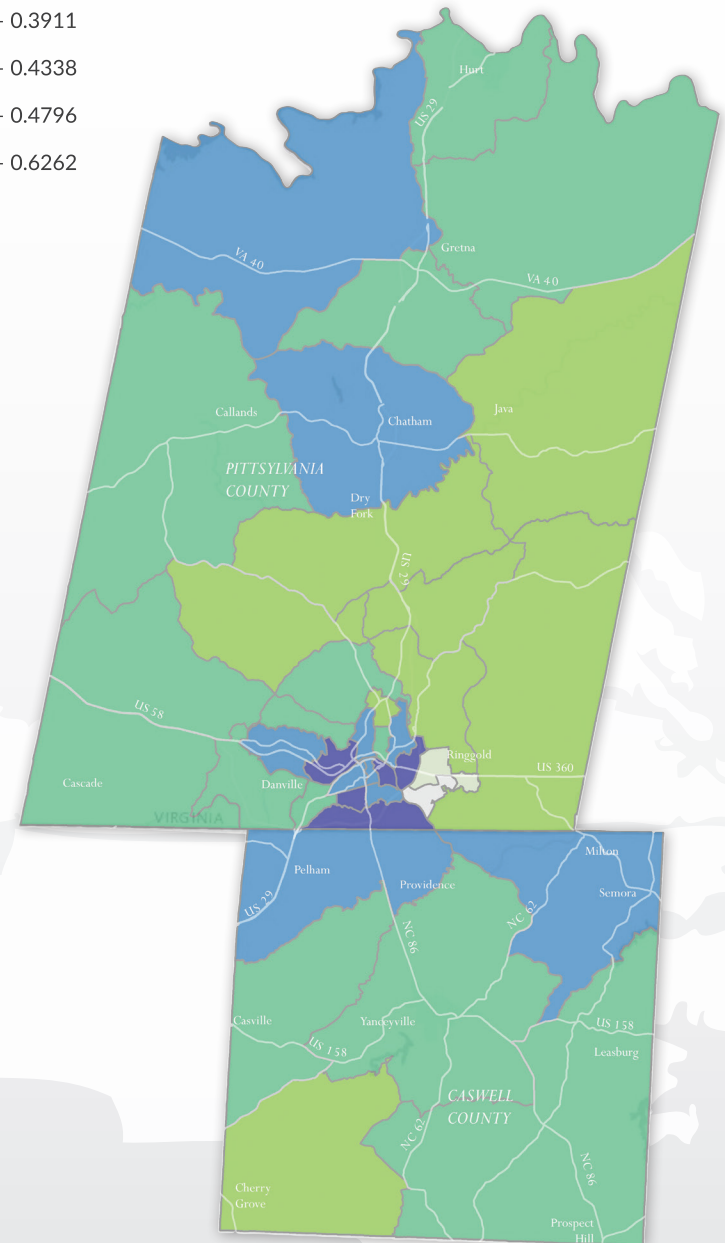 - 0.3911
- 0.4338
- 0.4796
- 0.6262
Hurt
US 29
Gretna
VA 40
VA 40
Callands
Chatham
Java
PITTSYLVANIA
COUNTY
Dry
Fork
US 29
US 58
Ringgold
US 360
Cascade
Danville
VIRGINIA
Milton
Pelham
Providence
Semora
US 29
NC 62
NC 86
Casville
Yanceyville
US 158
US 158
Leasburg
CASWELL
COUNTY
NC 62
NC 86
Cherry
Grove
Prospect
Hill